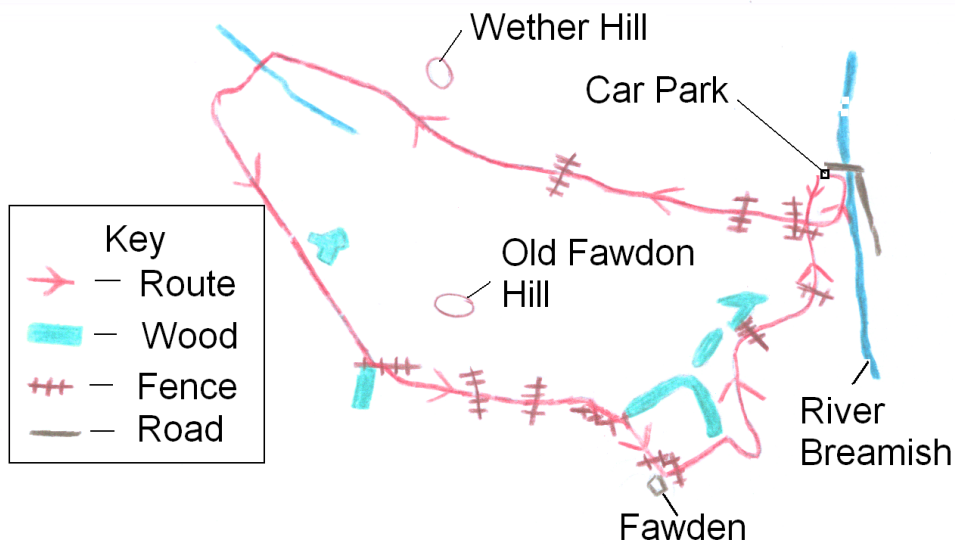 Wether Hill
Car Park
Key
— Route
— Wood
— Fence
— Road
Old Fawdon
Hill
River
Breamish
Fawden